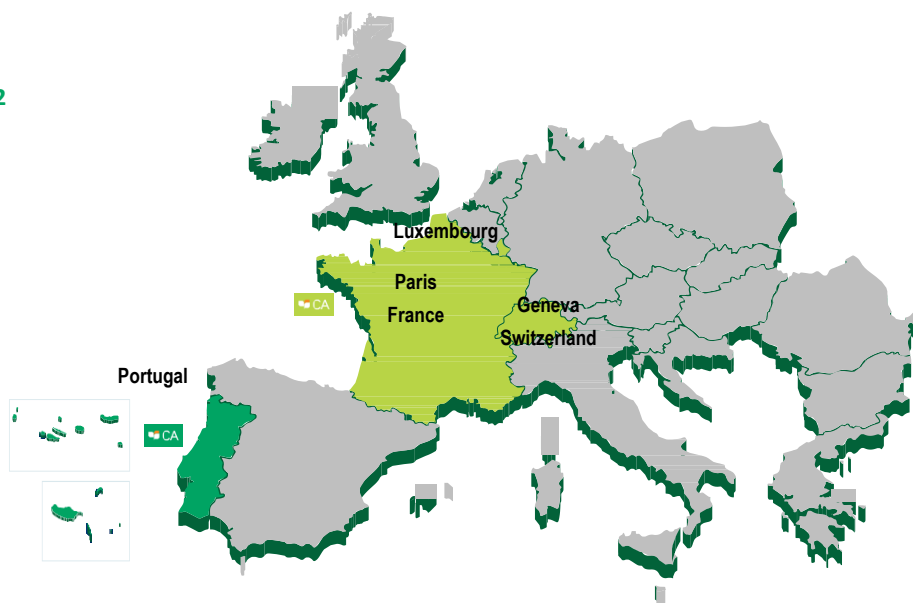 2
Luxembourg
Paris
France
CA
Geneva
Switzerland
Portugal
CA